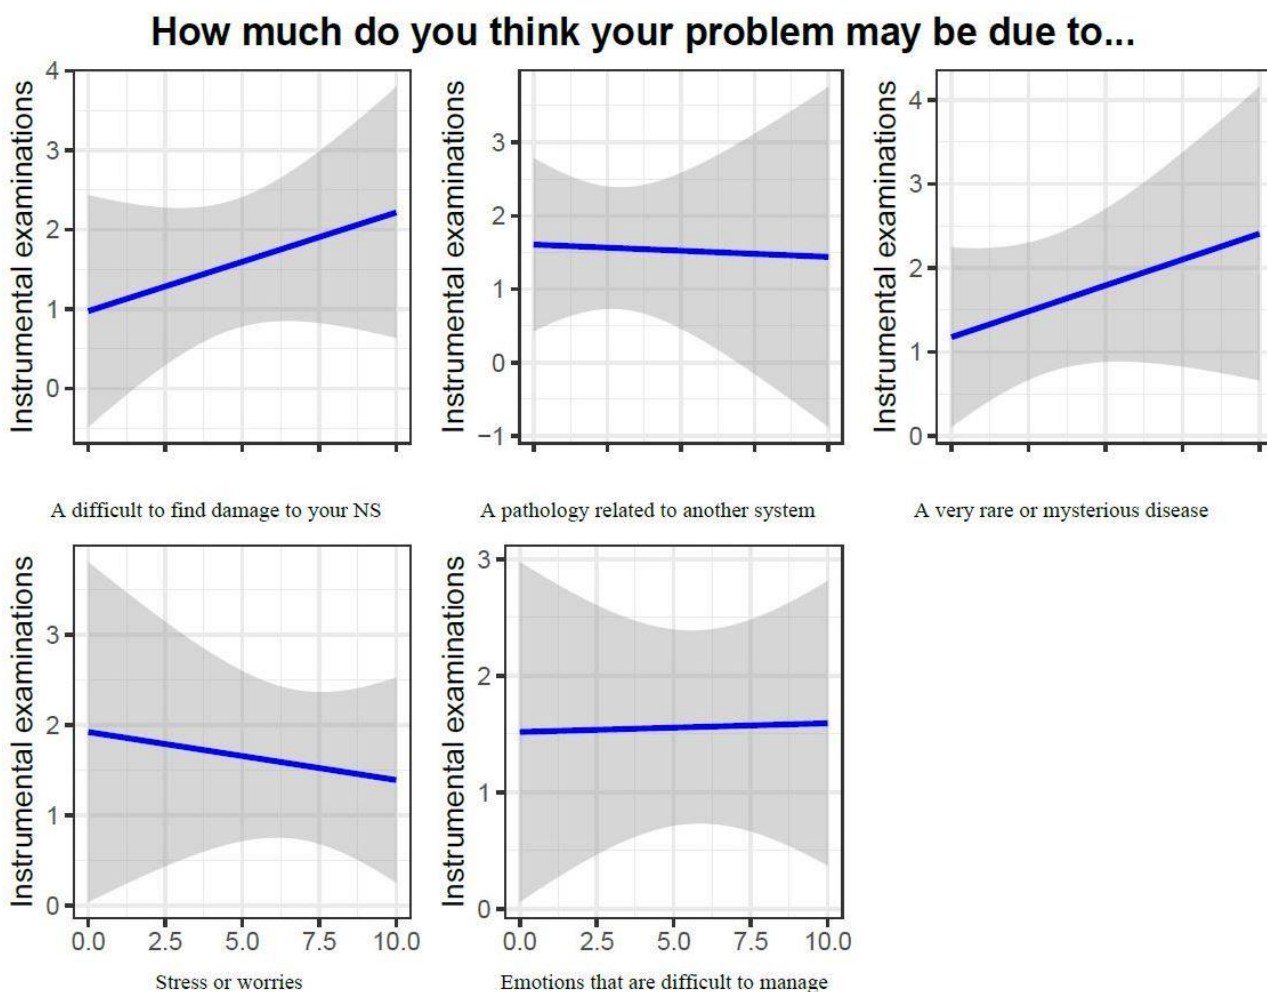 How much do you think your problem may be due to...
Instrumental examinations
4
3
2
1
0
A difficult to find damage to your NS
Instrumental examinations
3
2
1
0
−1
A pathology related to another system
Instrumental examinations
4
3
2
1
0
A very rare or mysterious disease
Instrumental examinations
3
2
1
0
0.0 2.5 5.0 7.5 10.0
Stress or worries
Instrumental examinations
3
2
1
0
0.0 2.5 5.0 7.5 10.0
Emotions that are difficult to manage